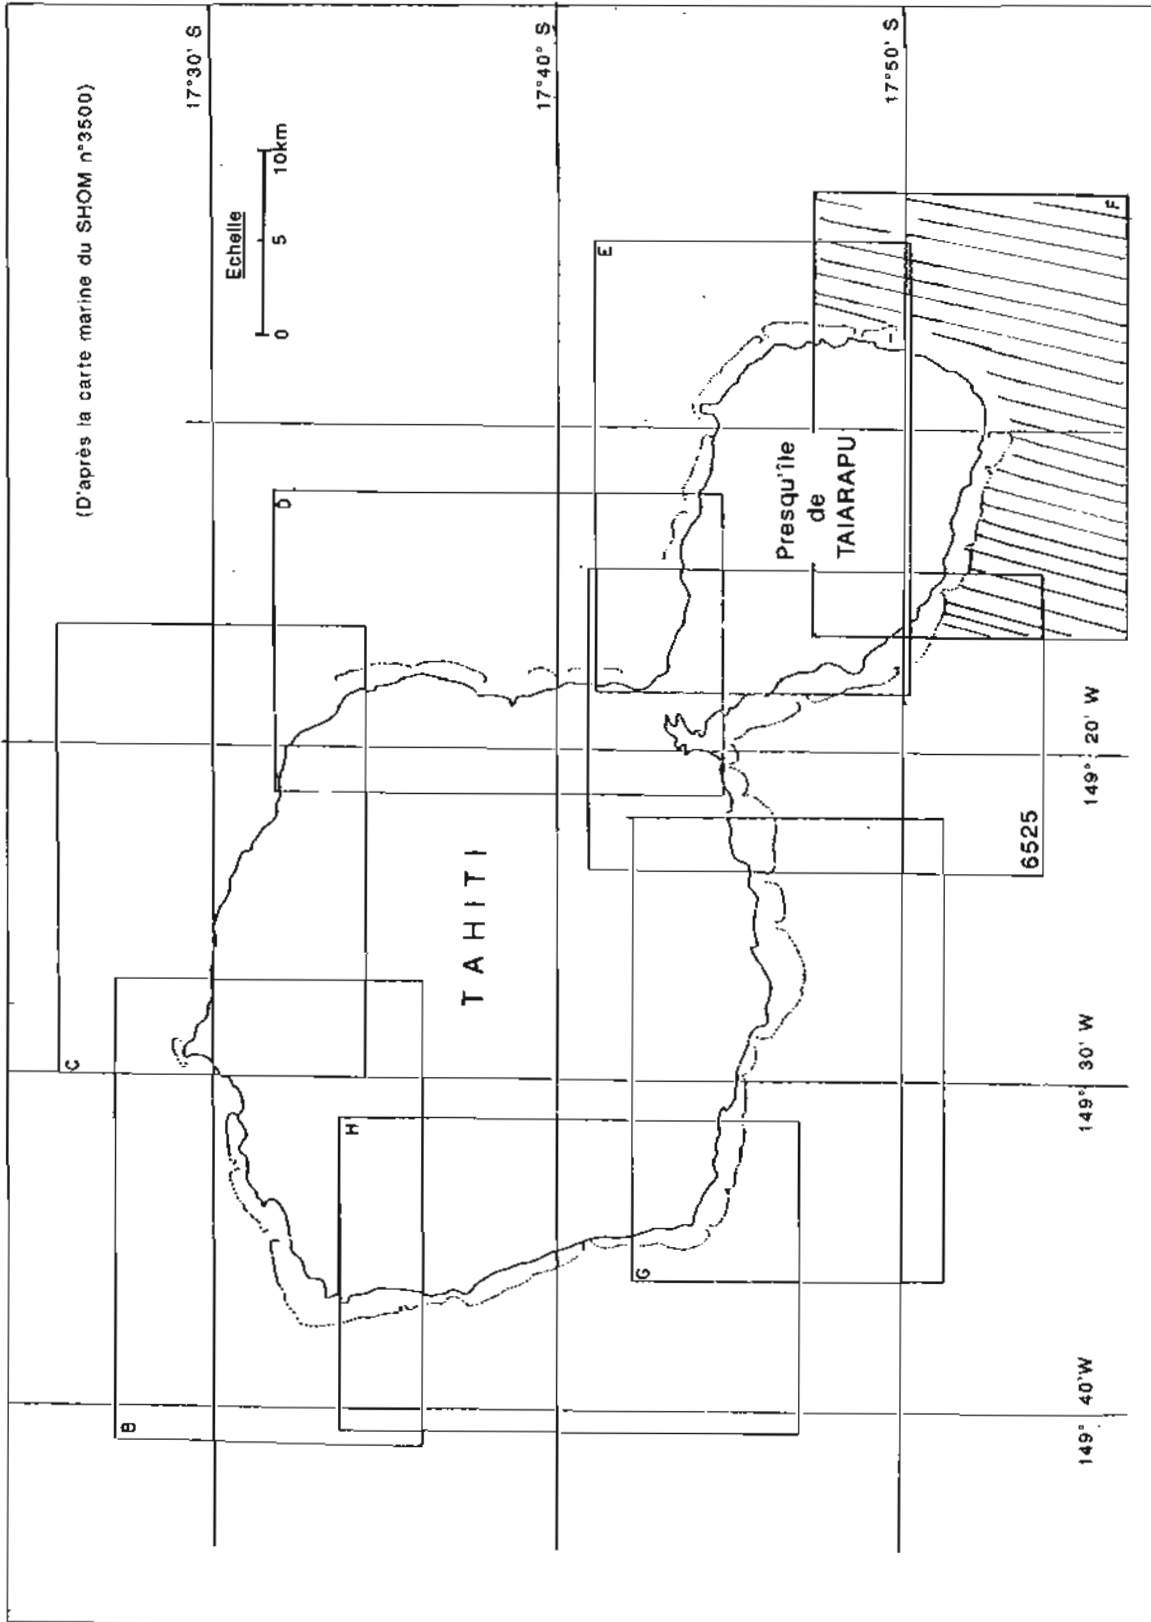 (D'après la carte marine du SHOM n°3500)
17°30' S
Echelle
0 5 10km
C
B
D
H
TAHITI
17°40' S
E
G
Presqu'île
de
TAIARAPU
17°50' S
6525
F
149° 40'W
149° 30' W
149° 20' W